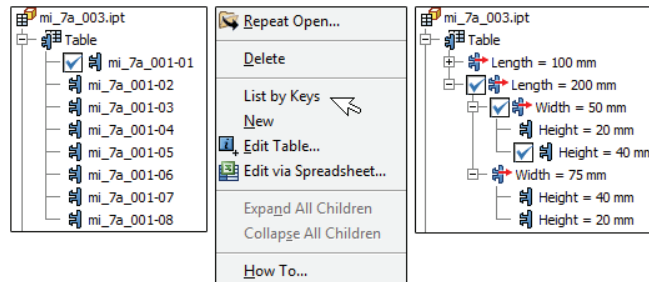 mi_7a_003.ipt
Table
mi_7a_001-01
mi_7a_001-02
mi_7a_001-03
mi_7a_001-04
mi_7a_001-05
mi_7a_001-06
mi_7a_001-07
mi_7a_001-08
Repeat Open...
Delete
List by Keys
New
Edit Table...
Edit via Spreadsheet...
Expand All Children
Collapse All Children
How To...
mi_7a_003.ipt
Table
Length = 100 mm
Length = 200 mm
Width = 50 mm
Height = 20 mm
Height = 40 mm
Width = 75 mm
Height = 40 mm
Height = 20 mm